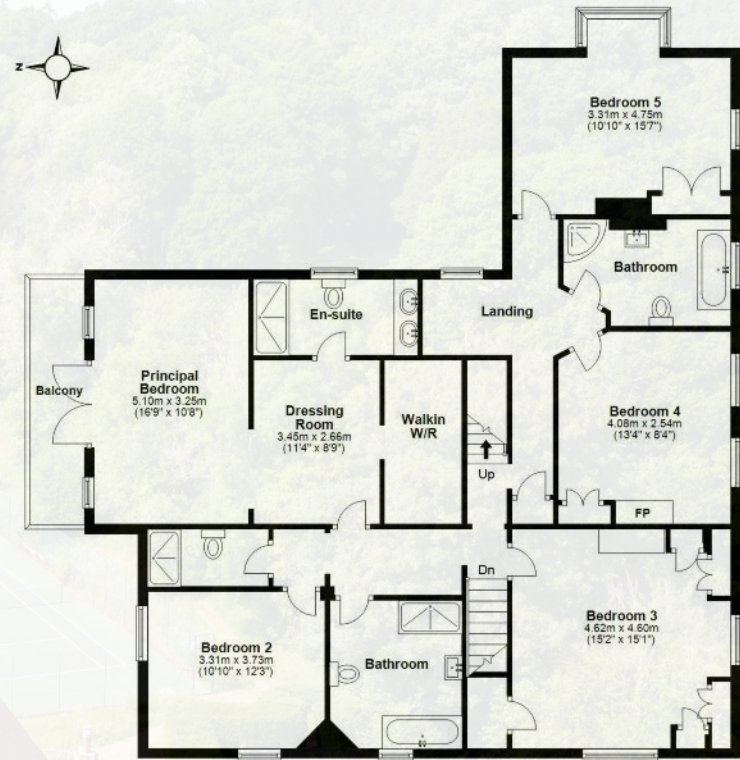 z
Bedroom 5
3.31m x 4.75m
(10'10" x 15'7")
Bathroom
En-suite
Landing
Balcony
Principal
Bedroom
5.10m x 3.25m
(16'9" x 10'8")
Dressing
Room
3.45m x 2.66m
(11'4" x 8'9")
Walkin
W/R
Up
Bedroom 4
4.08m x 2.54m
(13'4" x 8'4")
FP
Dn
Bedroom 3
4.62m x 4.60m
(15'2" x 15'1")
Bedroom 2
3.31m x 3.73m
(10'10" x 12'3")
Bathroom